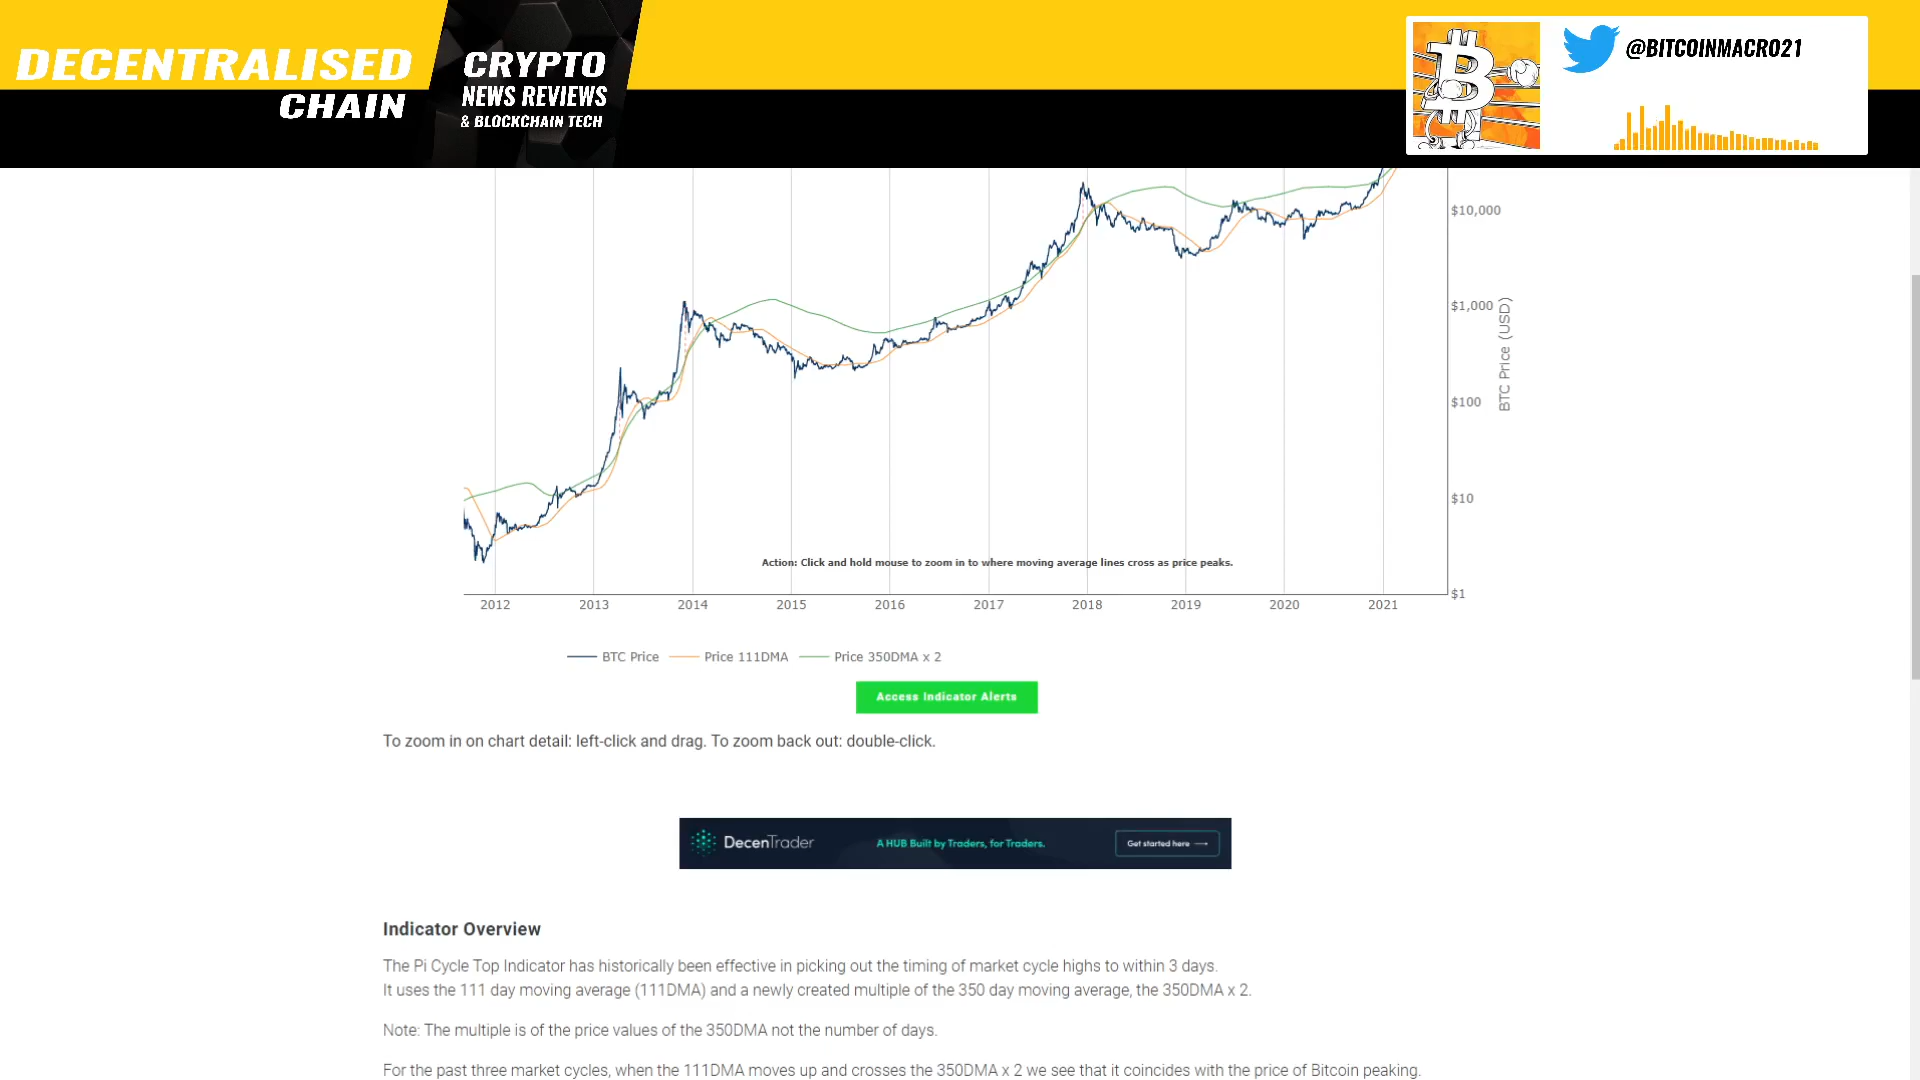 DECENTRALISED
CHAIN
CRYPTO
NEWS REVIEWS
& BLOCKCHAIN TECH
@BITCOINMACRO21
$10,000
$1,000
$100
$10
$1
BTC Price (USD)
Action: Click and hold mouse to zoom in to where moving average lines cross as price peaks.
2012 2013 2014 2015 2016 2017 2018 2019 2020 2021
BTC Price Price 111DMA Price 350DMA x 2
Access Indicator Alerts
To zoom in on chart detail: left-click and drag. To zoom back out: double-click.
DecenTrader A HUB Built by Traders, for Traders. Get started here →
Indicator Overview
The Pi Cycle Top Indicator has historically been effective in picking out the timing of market cycle highs to within 3 days.
It uses the 111 day moving average (111DMA) and a newly created multiple of the 350 day moving average, the 350DMA x 2.
Note: The multiple is of the price values of the 350DMA not the number of days.
For the past three market cycles, when the 111DMA moves up and crosses the 350DMA x 2 we see that it coincides with the price of Bitcoin peaking.